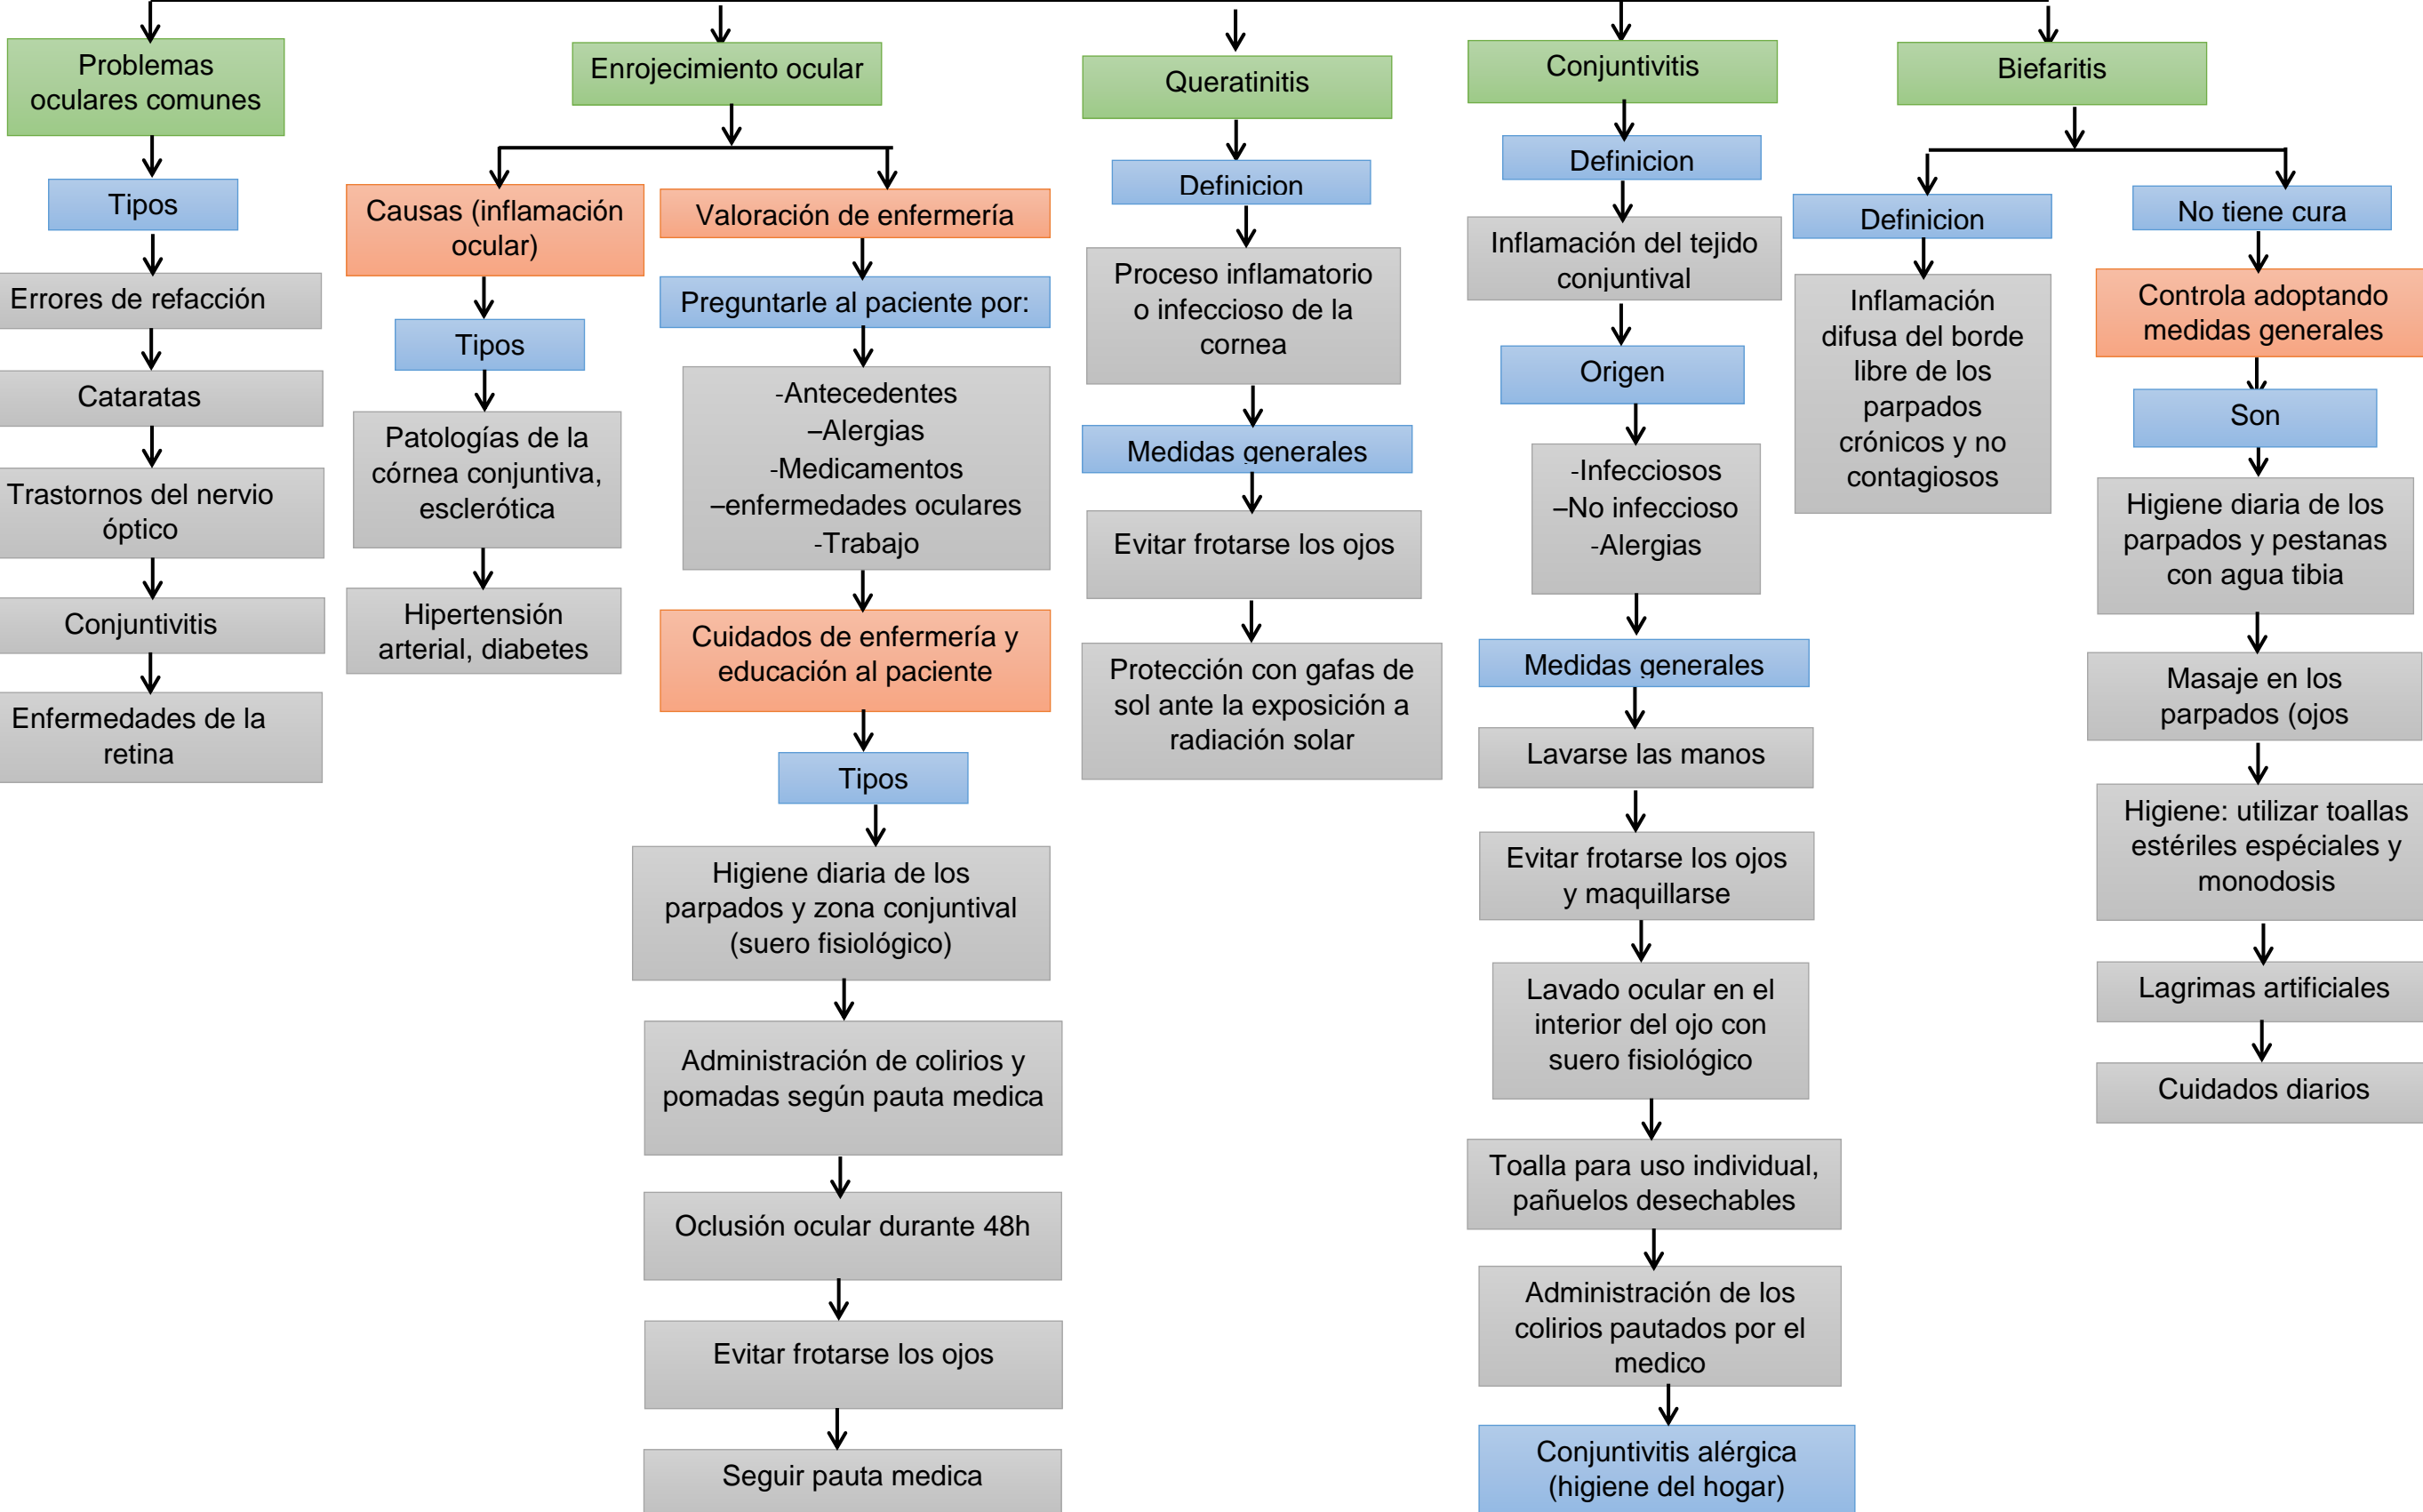 Problemas
oculares comunes
Tipos
Errores de refacción
Cataratas
Trastornos del nervio
óptico
Conjuntivitis
Enfermedades de la
retina
Enrojecimiento ocular
Causas (inflamación
ocular)
Tipos
Patologías de la
córnea conjuntiva,
esclerótica
Hipertensión
arterial, diabetes
Valoración de enfermería
Preguntarle al paciente por:
-Antecedentes
–Alergias
-Medicamentos
–enfermedades oculares
-Trabajo
Cuidados de enfermería y
educación al paciente
Tipos
Higiene diaria de los
parpados y zona conjuntival
(suero fisiológico)
Administración de colirios y
pomadas según pauta medica
Oclusión ocular durante 48h
Evitar frotarse los ojos
Seguir pauta medica
Queratinitis
Definicion
Proceso inflamatorio
o infeccioso de la
cornea
Medidas generales
Evitar frotarse los ojos
Protección con gafas de
sol ante la exposición a
radiación solar
Conjuntivitis
Definicion
Inflamación del tejido
conjuntival
Origen
-Infecciosos
–No infeccioso
-Alergias
Medidas generales
Lavarse las manos
Evitar frotarse los ojos
y maquillarse
Lavado ocular en el
interior del ojo con
suero fisiológico
Toalla para uso individual,
pañuelos desechables
Administración de los
colirios pautados por el
medico
Conjuntivitis alérgica
(higiene del hogar)
Biefaritis
Definicion
Inflamación
difusa del borde
libre de los
parpados
crónicos y no
contagiosos
No tiene cura
Controla adoptando
medidas generales
Son
Higiene diaria de los
parpados y pestanas
con agua tibia
Masaje en los
parpados (ojos
Higiene: utilizar toallas
estériles espéciales y
monodosis
Lagrimas artificiales
Cuidados diarios